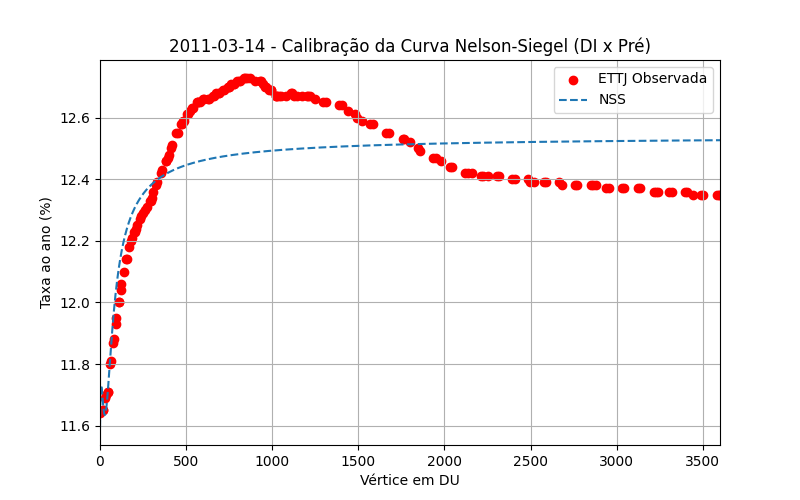 2011-03-14 - Calibração da Curva Nelson-Siegel (DI x Pré)
ETTJ Observada
NSS
Taxa ao ano (%)
12.6
12.4
12.2
12.0
11.8
11.6
0 500 1000 1500 2000 2500 3000 3500
Vértice em DU